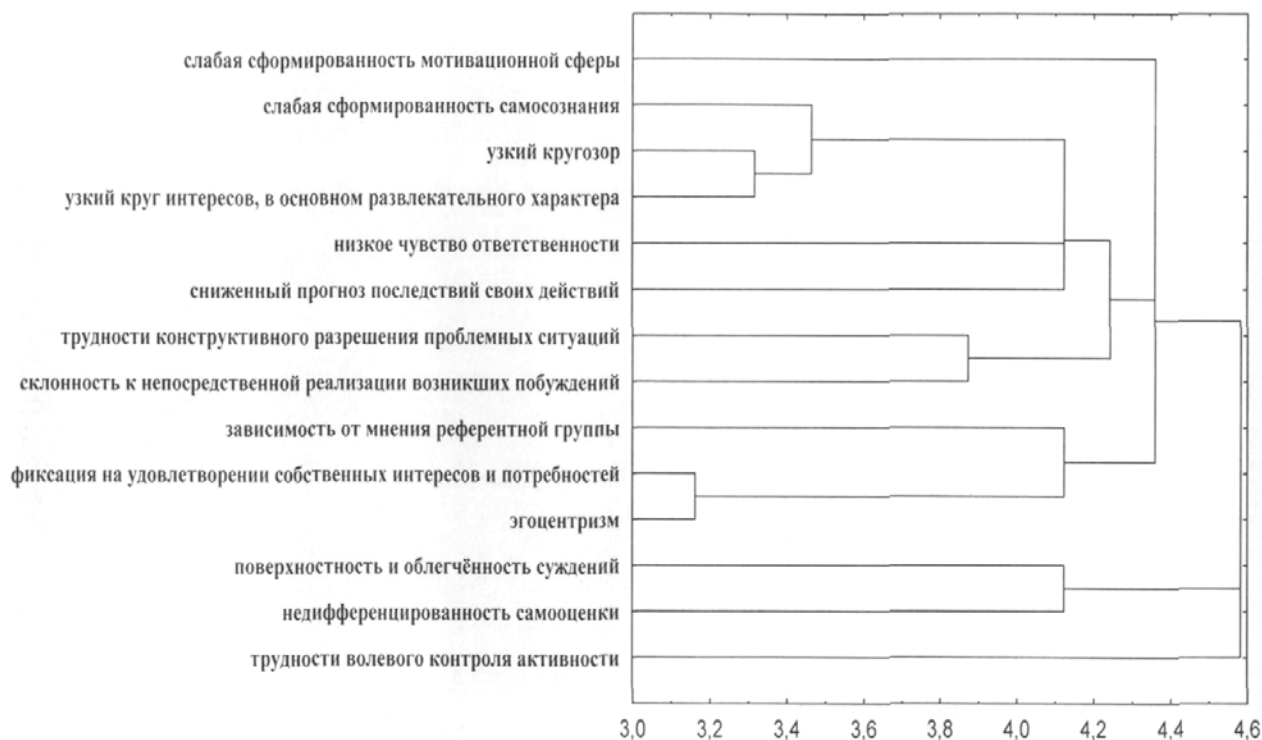 слабая сформированность мотивационной сферы
слабая сформированность самосознания
узкий кругозор
узкий круг интересов, в основном развлекательного характера
низкое чувство ответственности
сниженный прогноз последствий своих действий
трудности конструктивного разрешения проблемных ситуаций
склонность к непосредственной реализации возникших побуждений
зависимость от мнения референтной группы
фиксация на удовлетворении собственных интересов и потребностей
эгоцентризм
поверхностность и облегчённость суждений
недифференцированность самооценки
трудности волевого контроля активности
3,0 3,2 3,4 3,6 3,8 4,0 4,2 4,4 4,6